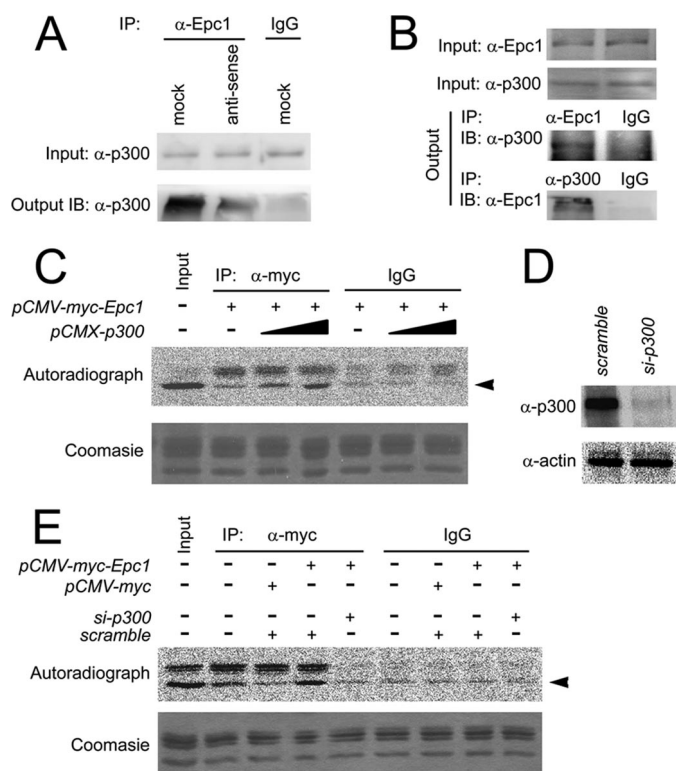 A
IP: α-Epc1 IgG
mock anti-sense mock
Input: α-p300
Output IB: α-p300
B
Input: α-Epc1
Input: α-p300
Output
IP: α-Epc1 IgG
IB: α-p300
IP: α-p300 IgG
IB: α-Epc1
C
Input IP: α-myc IgG
pCMV-myc-Epc1 - + + + + + +
pCMX-p300 - - -
Autoradiograph
Coomasie
D
scramble si-p300
α-p300
α-actin
E
Input IP: α-myc IgG
pCMV-myc-Epc1 - - - + + - - + +
pCMV-myc - - + - - - + - -
si-p300 - - - - + - - - +
scramble - - + + - - + + -
Autoradiograph
Coomasie